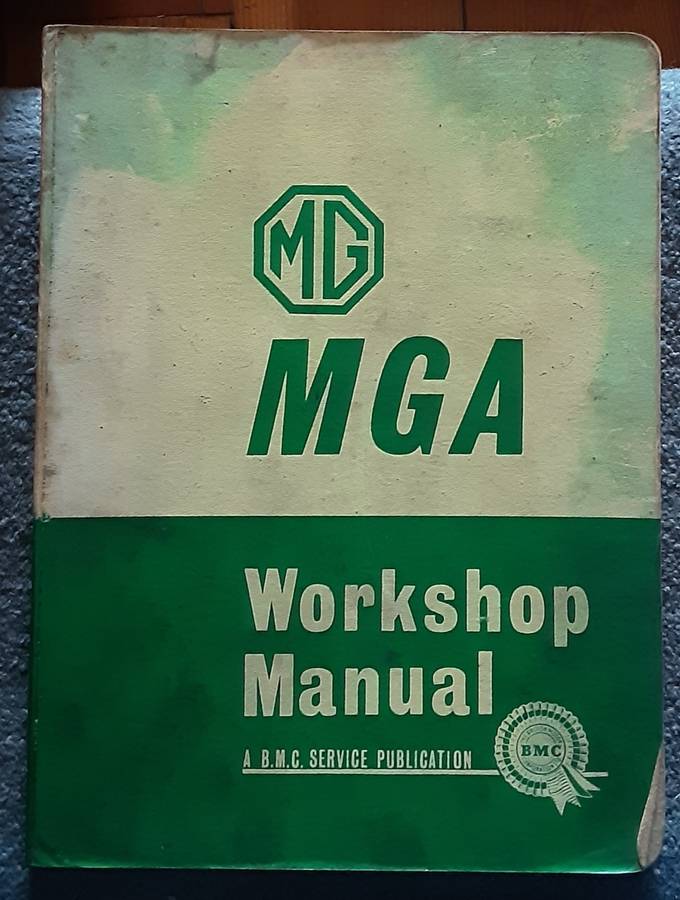 MG
MGA
Workshop
Manual
A B.M.C. SERVICE PUBLICATION
BMC